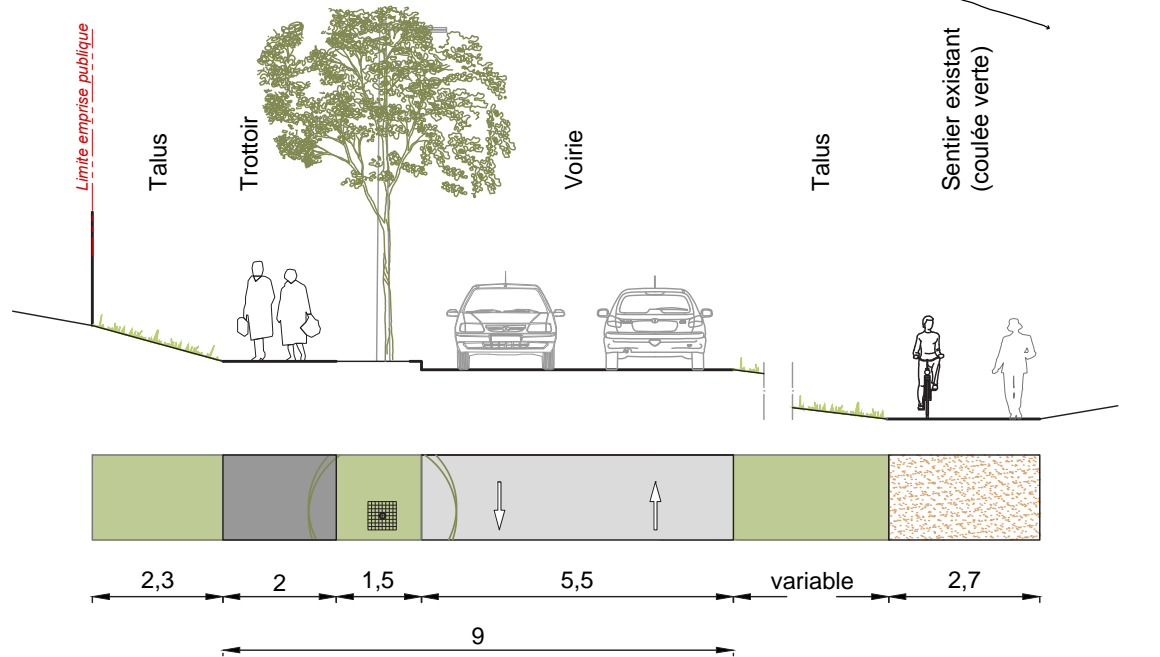 Limite emprise publique
Talus
Trottoir
Voirie
Talus
Sentier existant
(coulée verte)
2,3
2
1,5
5,5
variable
2,7
9